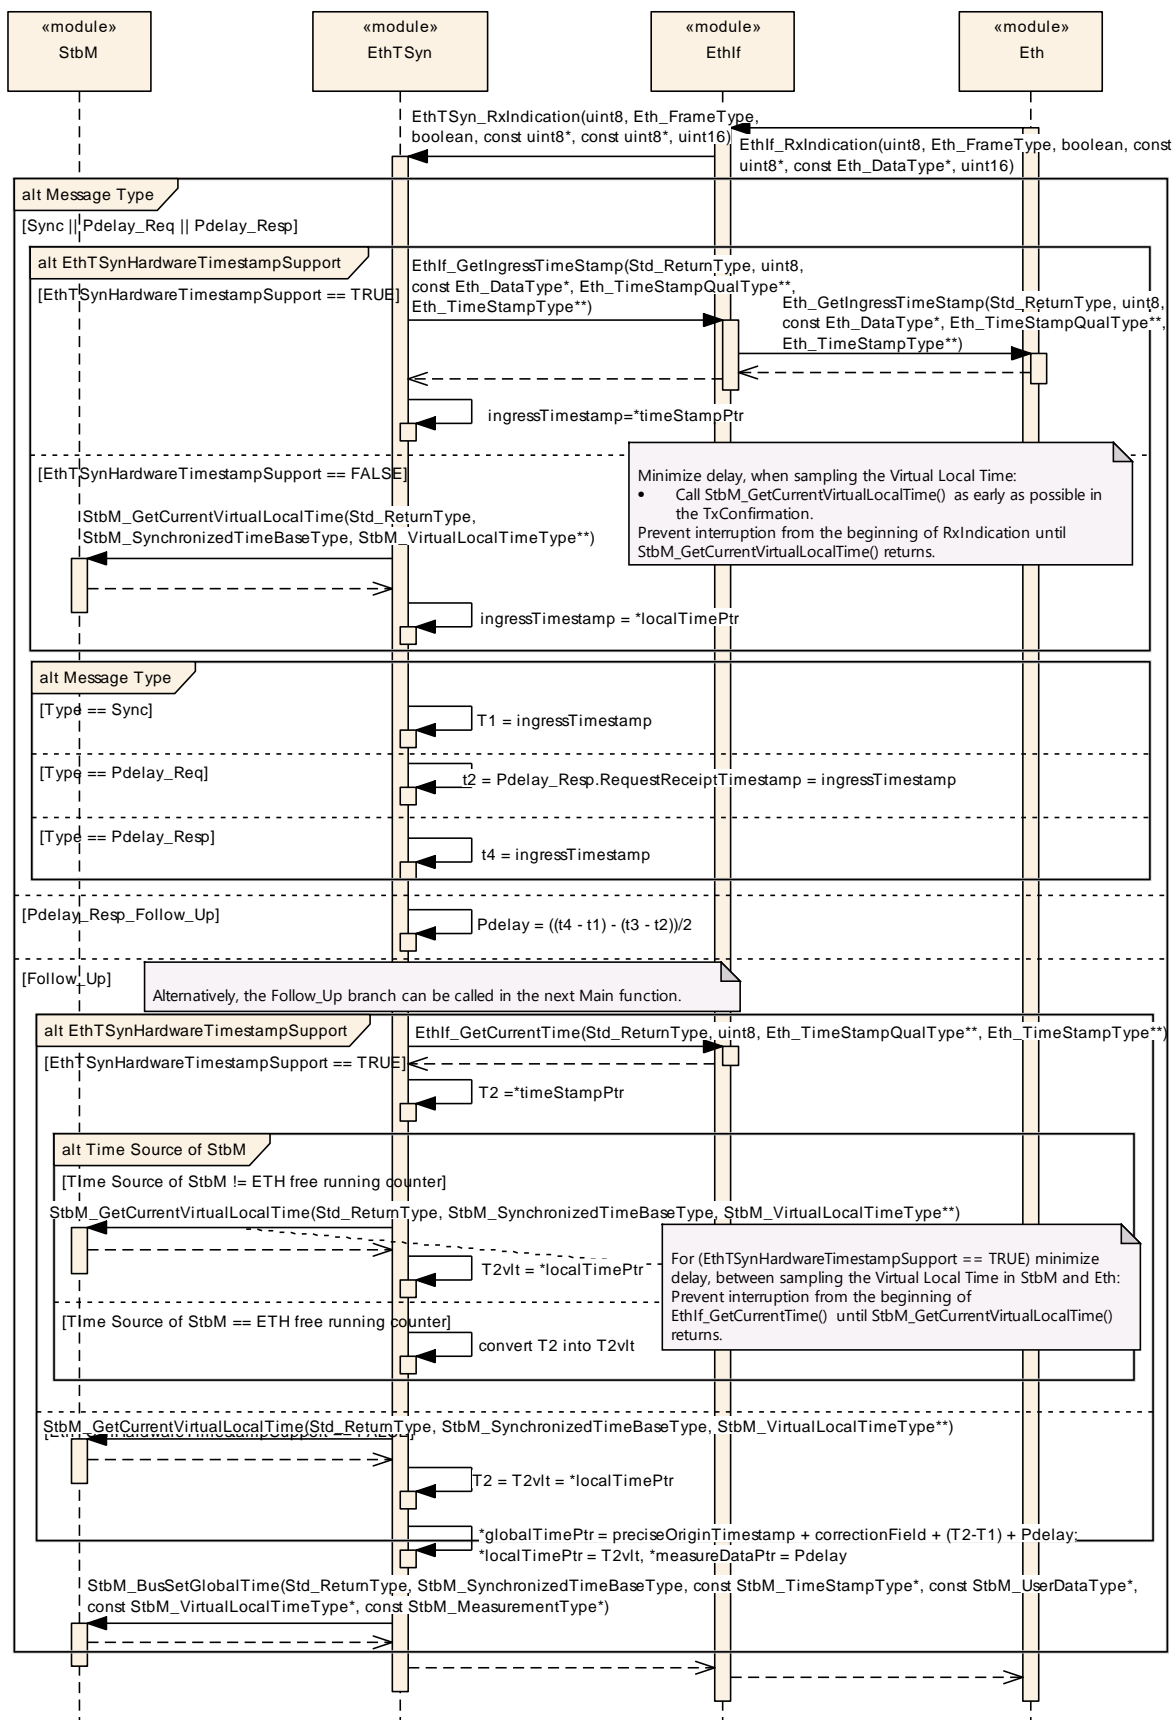 «module»
StbM
«module»
EthTSyn
«module»
EthIf
«module»
Eth
EthTSyn_RxIndication(uint8, Eth_FrameType,
boolean, const uint8*, const uint8*, uint16)
EthIf_RxIndication(uint8, Eth_FrameType, boolean, const
uint8*, const Eth_DataType*, uint16)
alt Message Type
[Sync || Pdelay_Req || Pdelay_Resp]
alt EthTSynHardwareTimestampSupport
[EthTSynHardwareTimestampSupport == TRUE]
EthIf_GetIngressTimeStamp(Std_ReturnType, uint8,
const Eth_DataType*, Eth_TimeStampQualType**,
Eth_TimeStampType**)
Eth_GetIngressTimeStamp(Std_ReturnType, uint8,
const Eth_DataType*, Eth_TimeStampQualType**,
Eth_TimeStampType**)
ingressTimestamp=*timeStampPtr
[EthTSynHardwareTimestampSupport == FALSE]
Minimize delay, when sampling the Virtual Local Time:
• Call StbM_GetCurrentVirtualLocalTime() as early as possible in
the TxConfirmation.
Prevent interruption from the beginning of RxIndication until
StbM_GetCurrentVirtualLocalTime() returns.
StbM_GetCurrentVirtualLocalTime(Std_ReturnType,
StbM_SynchronizedTimeBaseType, StbM_VirtualLocalTimeType**)
ingressTimestamp = *localTimePtr
alt Message Type
[Type == Sync]
T1 = ingressTimestamp
[Type == Pdelay_Req]
t2 = Pdelay_Resp.RequestReceiptTimestamp = ingressTimestamp
[Type == Pdelay_Resp]
t4 = ingressTimestamp
[Pdelay_Resp_Follow_Up]
Pdelay = ((t4 - t1) - (t3 - t2))/2
[Follow_Up]
Alternatively, the Follow_Up branch can be called in the next Main function.
alt EthTSynHardwareTimestampSupport
EthIf_GetCurrentTime(Std_ReturnType, uint8, Eth_TimeStampQualType**, Eth_TimeStampType**)
[EthTSynHardwareTimestampSupport == TRUE]
T2 =*timeStampPtr
alt Time Source of StbM
[TIme Source of StbM != ETH free running counter]
StbM_GetCurrentVirtualLocalTime(Std_ReturnType, StbM_SynchronizedTimeBaseType, StbM_VirtualLocalTimeType**)
T2vlt = *localTimePtr
For (EthTSynHardwareTimestampSupport == TRUE) minimize
delay, between sampling the Virtual Local Time in StbM and Eth:
Prevent interruption from the beginning of
EthIf_GetCurrentTime() until StbM_GetCurrentVirtualLocalTime()
returns.
[TIme Source of StbM == ETH free running counter]
convert T2 into T2vlt
StbM_GetCurrentVirtualLocalTime(Std_ReturnType, StbM_SynchronizedTimeBaseType, StbM_VirtualLocalTimeType**)
T2 = T2vlt = *localTimePtr
*globalTimePtr = preciseOriginTimestamp + correctionField + (T2-T1) + Pdelay;
*localTimePtr = T2vlt, *measureDataPtr = Pdelay
StbM_BusSetGlobalTime(Std_ReturnType, StbM_SynchronizedTimeBaseType, const StbM_TimeStampType*, const StbM_UserDataType*,
const StbM_VirtualLocalTimeType*, const StbM_MeasurementType*)